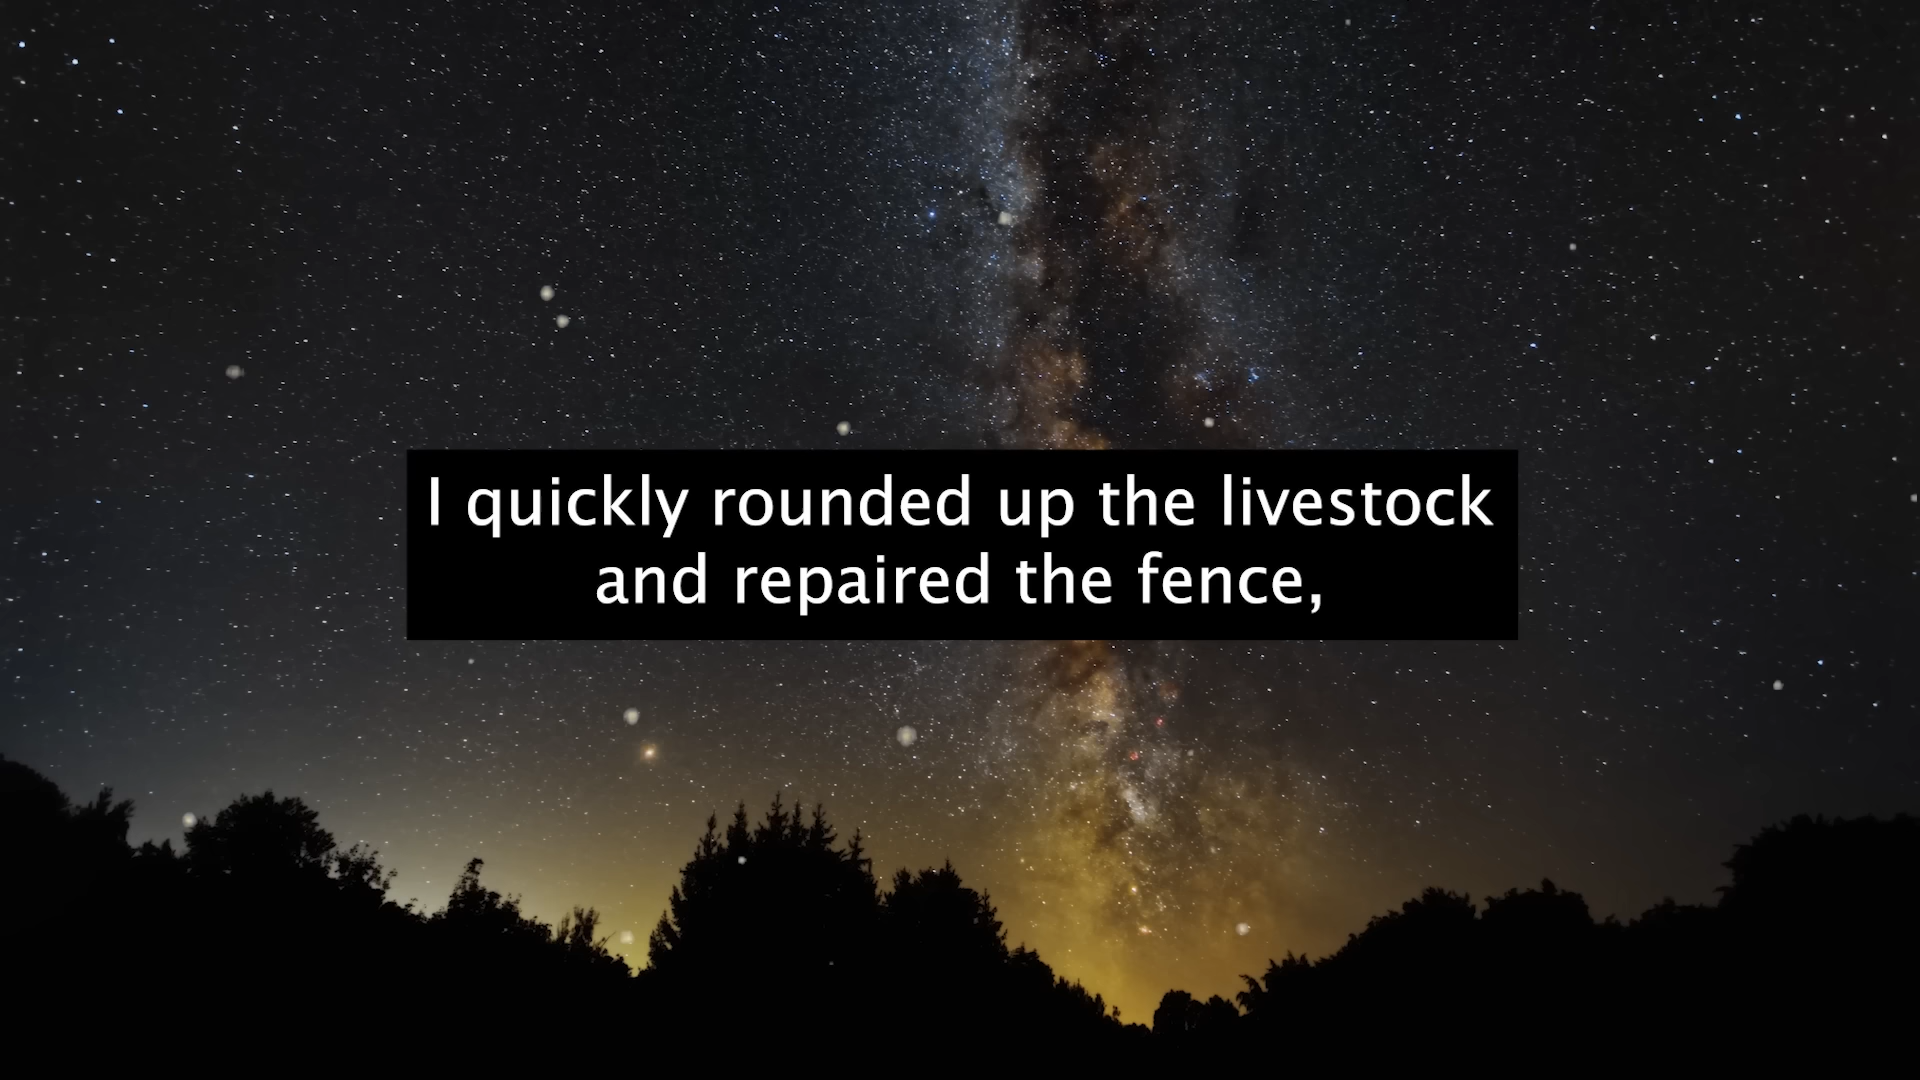 I quickly rounded up the livestock
and repaired the fence,